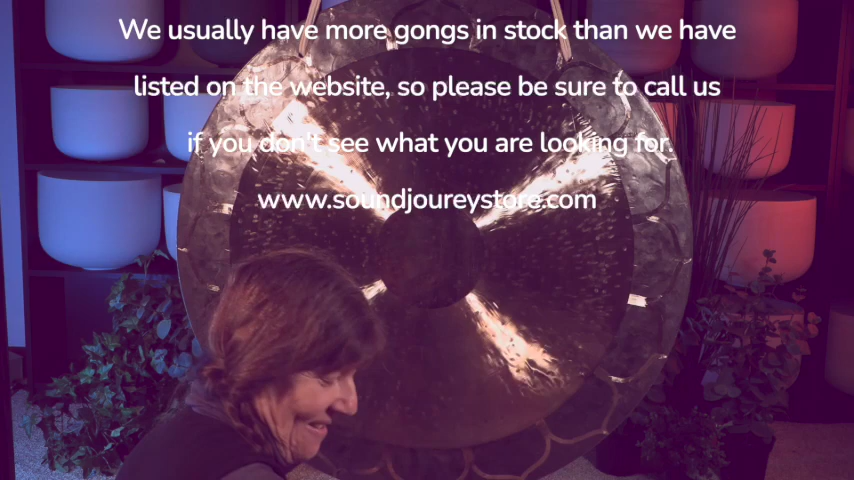 We usually have more gongs in stock than we have
listed on the website, so please be sure to call us
if you don't see what you are looking for.
www.soundjoureystore.com